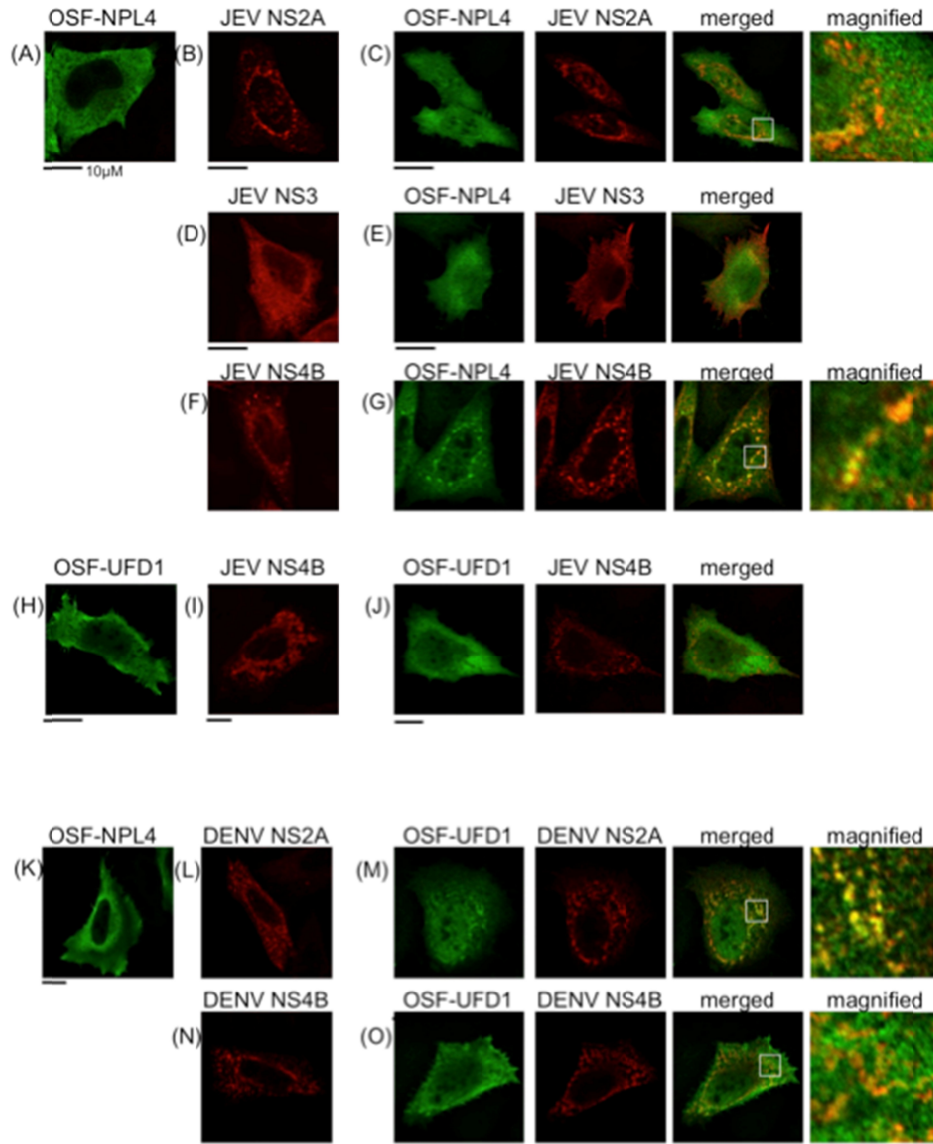 OSF-NPL4 JEV NS2A OSF-NPL4 JEV NS2A merged magnified
(A) (B) (C)
10µM
JEV NS3 OSF-NPL4 JEV NS3 merged
(D) (E)
JEV NS4B OSF-NPL4 JEV NS4B merged magnified
(F) (G)
OSF-UFD1 JEV NS4B OSF-UFD1 JEV NS4B merged
(H) (I) (J)
OSF-NPL4 DENV NS2A OSF-UFD1 DENV NS2A merged magnified
(K) (L) (M)
DENV NS4B OSF-UFD1 DENV NS4B merged magnified
(N) (O)